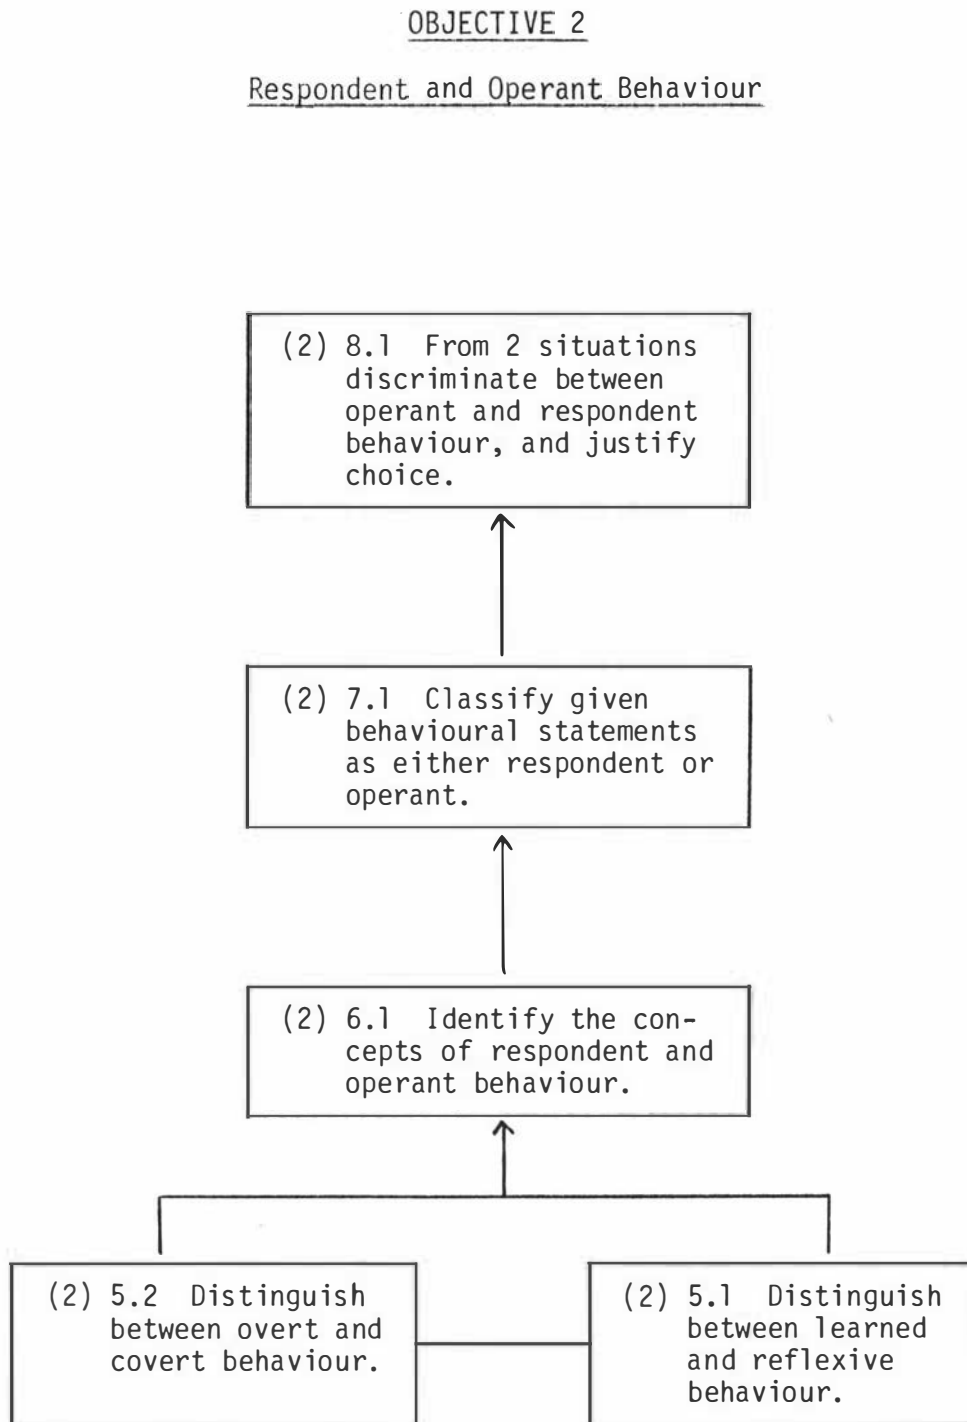 OBJECTIVE 2
Respondent and Operant Behaviour
(2) 8.1 From 2 situations
discriminate between
operant and respondent
behaviour, and justify
choice.
(2) 7.1 Classify given
behavioural statements
as either respondent or
operant.
(2) 6.1 Identify the con-
cepts of respondent and
operant behaviour.
(2) 5.2 Distinguish
between overt and
covert behaviour.
(2) 5.1 Distinguish
between learned
and reflexive
behaviour.